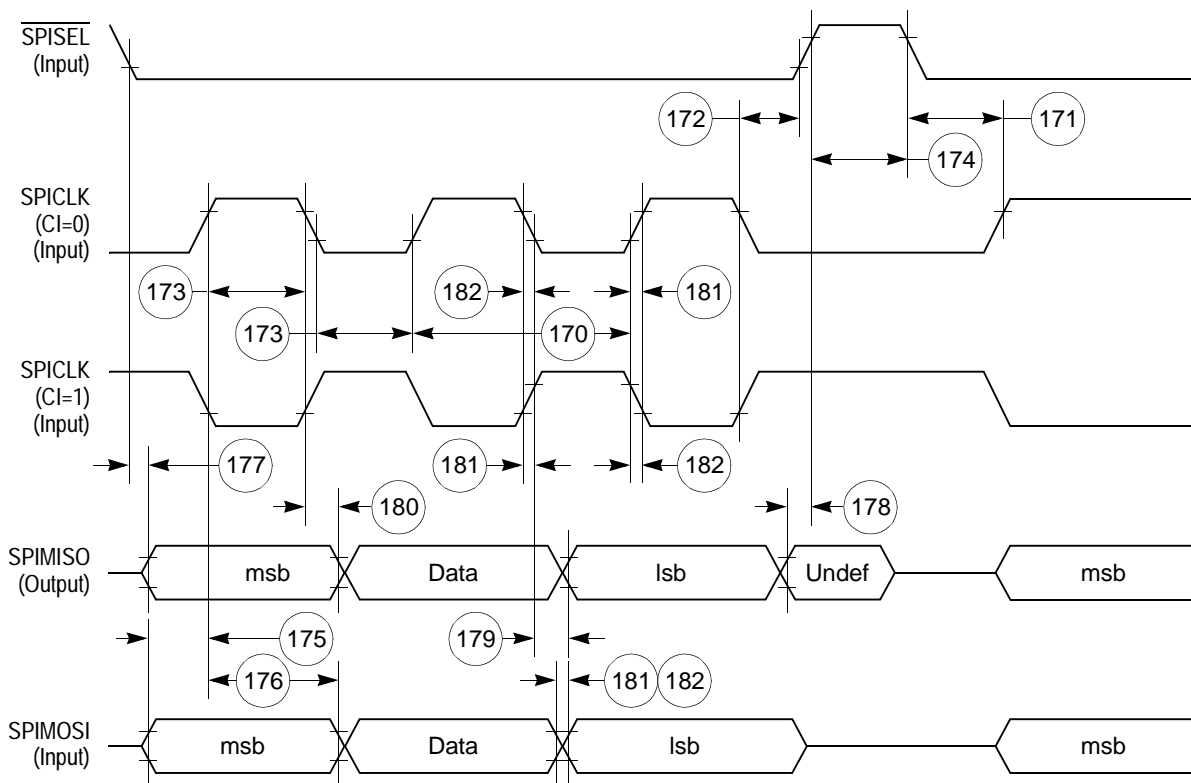 SPISEL
(Input)
172
171
174
SPICLK
(CI=0)
(Input)
173
182
181
173
170
SPICLK
(CI=1)
(Input)
177
181
182
180
178
SPIMISO
(Output)
msb
Data
lsb
Undef
msb
175
179
176
181
182
SPIMOSI
(Input)
msb
Data
lsb
msb